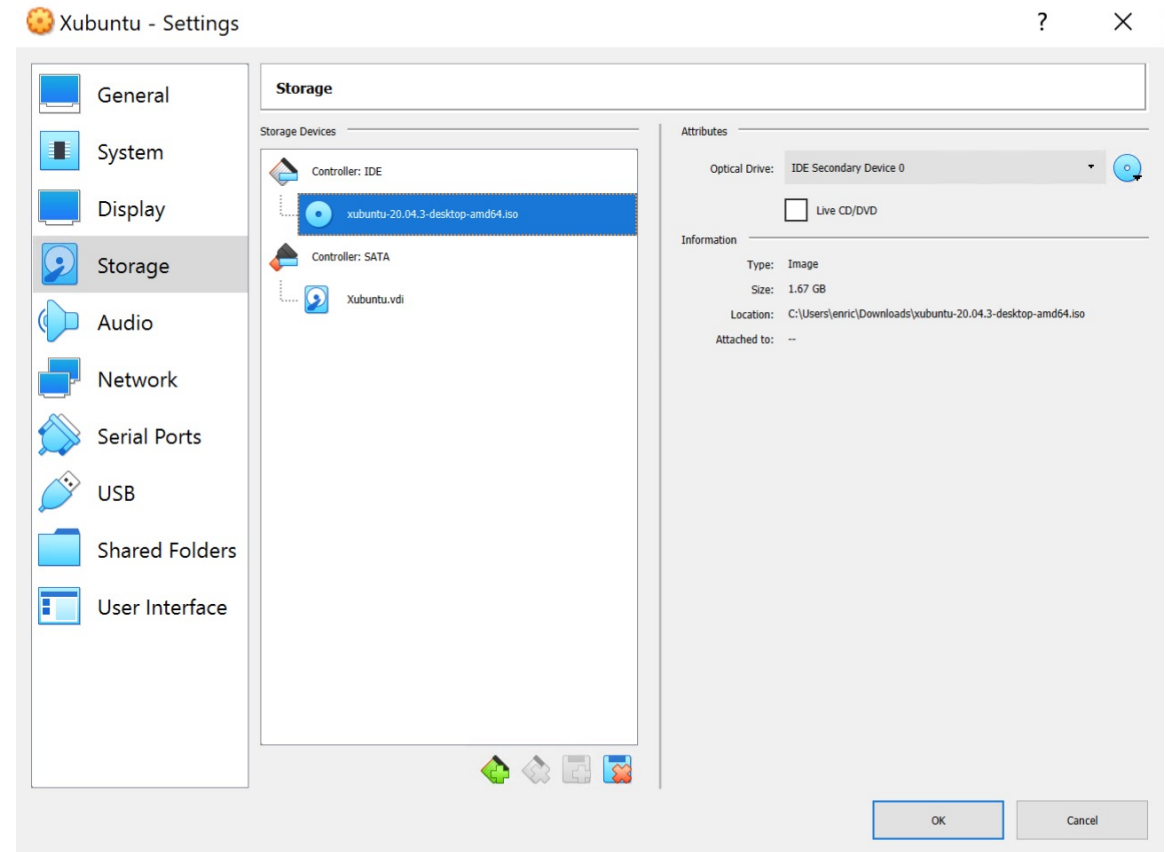 Xubuntu - Settings
?
General
System
Display
Storage
Audio
Network
Serial Ports
USB
Shared Folders
User Interface
Storage
Storage Devices
Controller: IDE
xubuntu-20.04.3-desktop-amd64.iso
Controller: SATA
Xubuntu.vdi
Attributes
Optical Drive: IDE Secondary Device 0
Live CD/DVD
Information
Type: Image
Size: 1.67 GB
Location: C:\Users\enric\Downloads\xubuntu-20.04.3-desktop-amd64.iso
Attached to: --
OK
Cancel